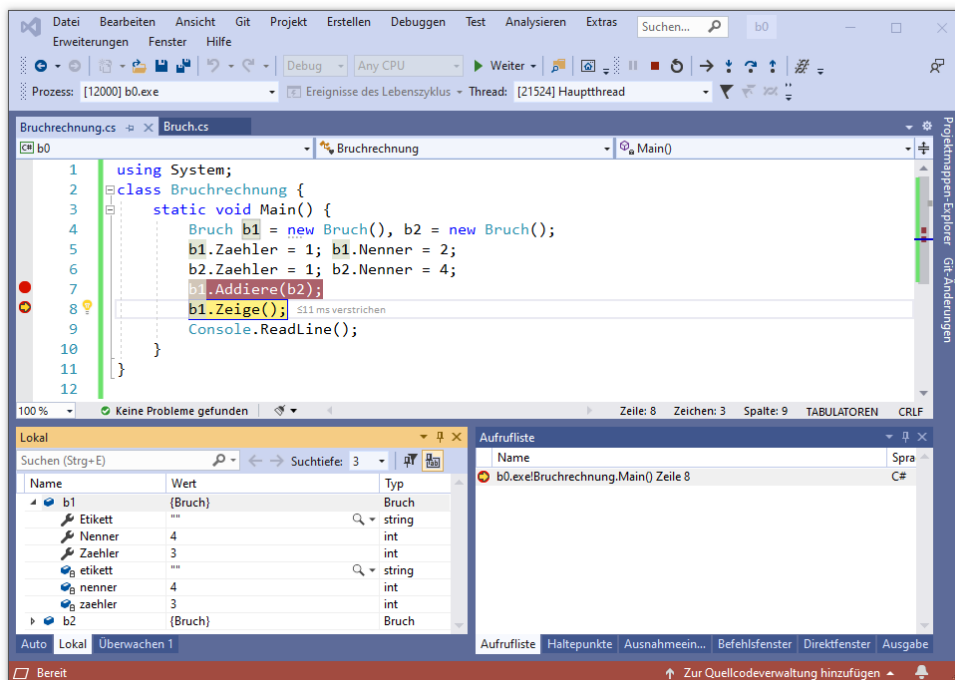 Datei Bearbeiten Ansicht Git Projekt Erstellen Debuggen Test Analysieren Extras Suchen... b0
Erweiterungen Fenster Hilfe
Debug Any CPU Weiter
Prozess: [12000] b0.exe Ereignisse des Lebenszyklus Thread: [21524] Hauptthread
Bruchrechnung.cs Bruch.cs
C# b0 Bruchrechnung Main()
1 using System;
2 class Bruchrechnung {
3 static void Main() {
4 Bruch b1 = new Bruch(), b2 = new Bruch();
5 b1.Zaehler = 1; b1.Nenner = 2;
6 b2.Zaehler = 1; b2.Nenner = 4;
7 b1.Addiere(b2);
8 b1.Zeige(); ≤11 ms verstrichen
9 Console.ReadLine();
10 }
11 }
12
Projektmappen-Explorer
Git-Änderungen
100 % Keine Probleme gefunden Zeile: 8 Zeichen: 3 Spalte: 9 TABULATOREN CRLF
Lokal
Suchen (Strg+E) Suchtiefe: 3
Name Wert Typ
b1 {Bruch} Bruch
Etikett "" string
Nenner 4 int
Zaehler 3 int
etikett "" string
nenner 4 int
zaehler 3 int
b2 {Bruch} Bruch
Auto Lokal Überwachen 1
Aufrufliste
Name Spra
b0.exe!Bruchrechnung.Main() Zeile 8 C#
Aufrufliste Haltepunkte Ausnahmeein... Befehlsfenster Direktfenster Ausgabe
Bereit Zur Quellcodeverwaltung hinzufügen